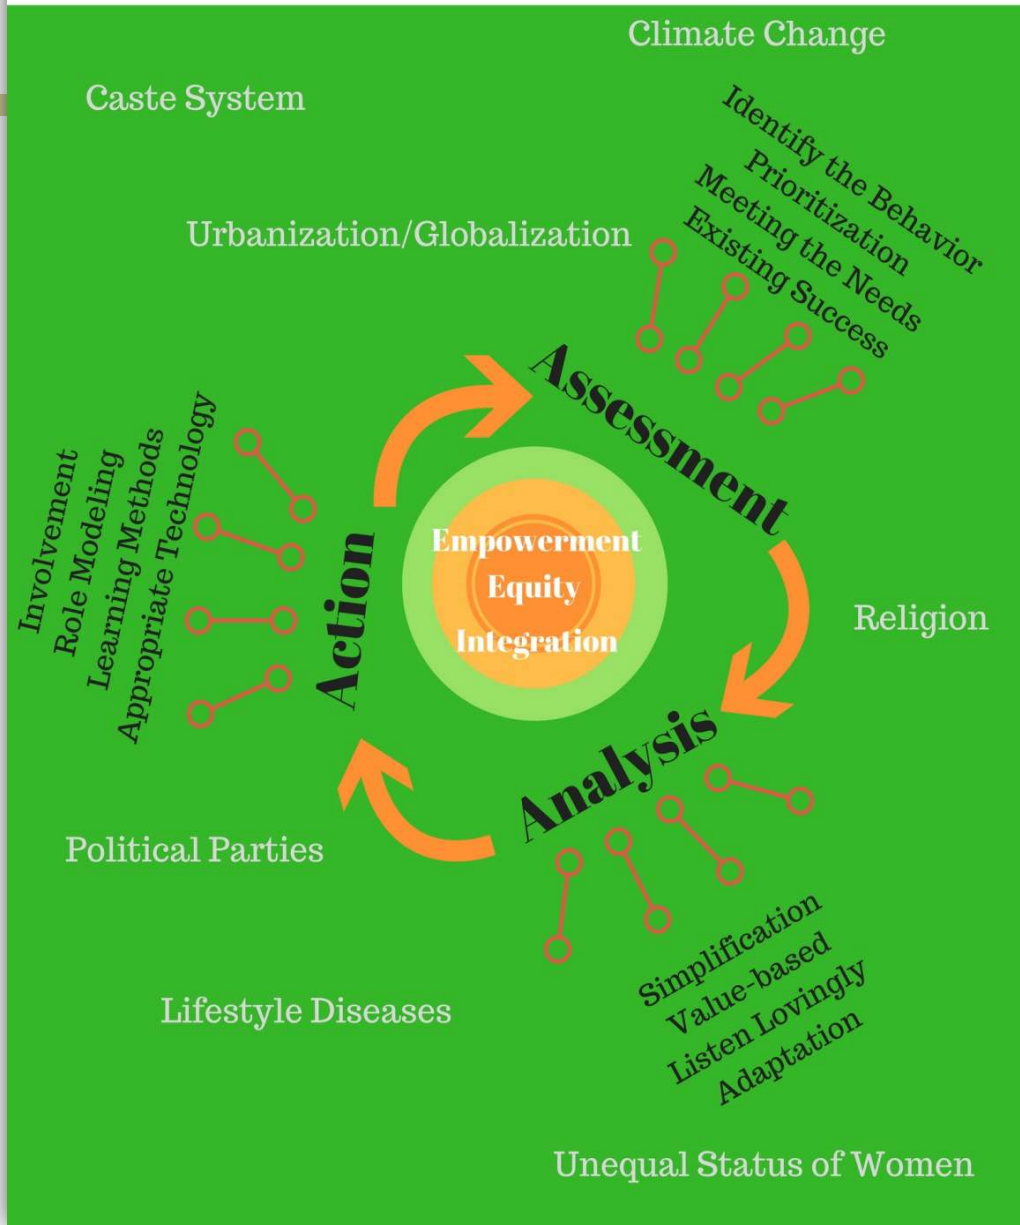 Climate Change
Caste System
Identify the Behavior
Prioritization
Meeting the Needs
Existing Success
Urbanization/Globalization
Assessment
Involvement
Role Modeling
Learning Methods
Appropriate Technology
Action
Empowerment
Equity
Integration
Religion
Analysis
Political Parties
Simplification
Value-based
Listen Lovingly
Adaptation
Lifestyle Diseases
Unequal Status of Women